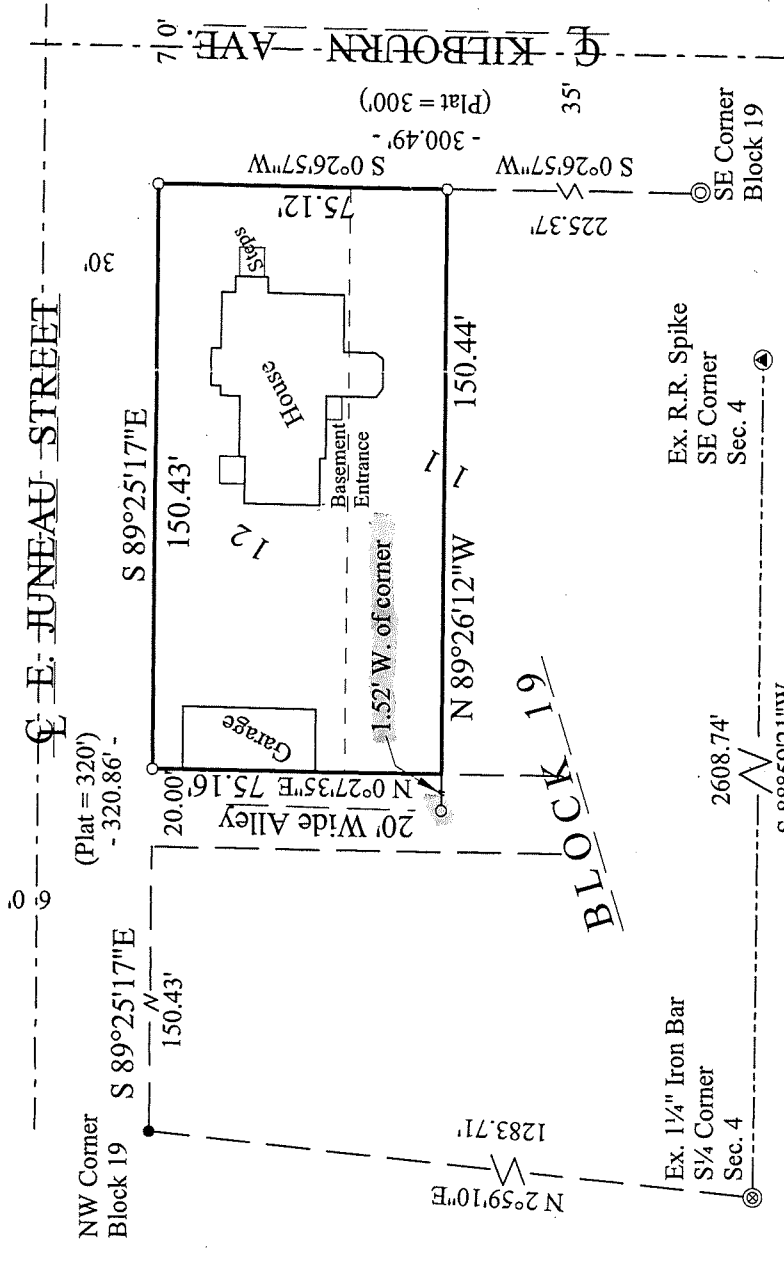 ℄ E. JUNEAU STREET
℄ KILBOURN AVE.
70'
60'
30'
35'
NW Corner
Block 19
S 89°25'17"E
150.43'
(Plat = 320')
- 320.86' -
20.00'
S 89°25'17"E
150.43'
S 0°26'57"W
75.12'
- 300.49' -
(Plat = 300')
S 0°26'57"W
225.37'
SE Corner
Block 19
Steps
House
Basement
Entrance
12
11
Garage
N 0°27'35"E 75.16'
20' Wide Alley
1.52' W. of corner
N 89°26'12"W
150.44'
BLOCK 19
N 2°59'10"E
1283.71'
Ex. 1¼" Iron Bar
S¼ Corner
Sec. 4
2608.74'
Ex. R.R. Spike
SE Corner
Sec. 4